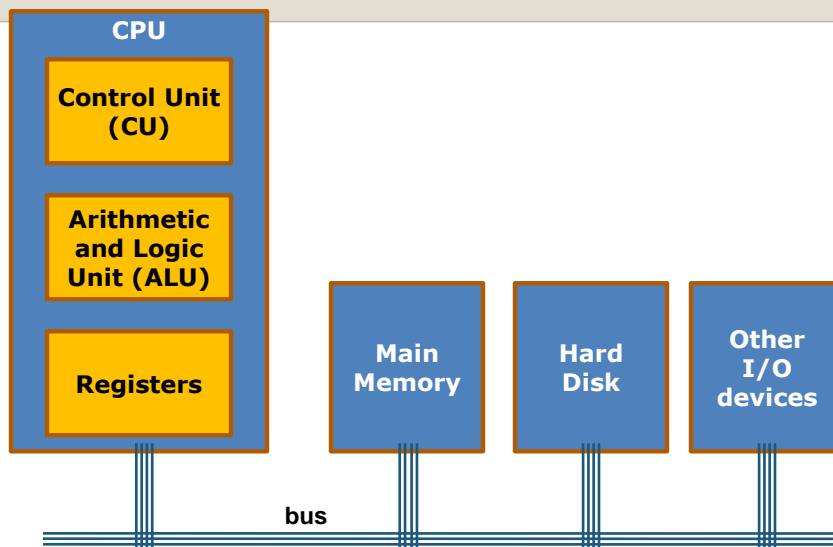 CPU
Control Unit
(CU)
Arithmetic
and Logic
Unit (ALU)
Registers
Main
Memory
Hard
Disk
Other
I/O
devices
bus